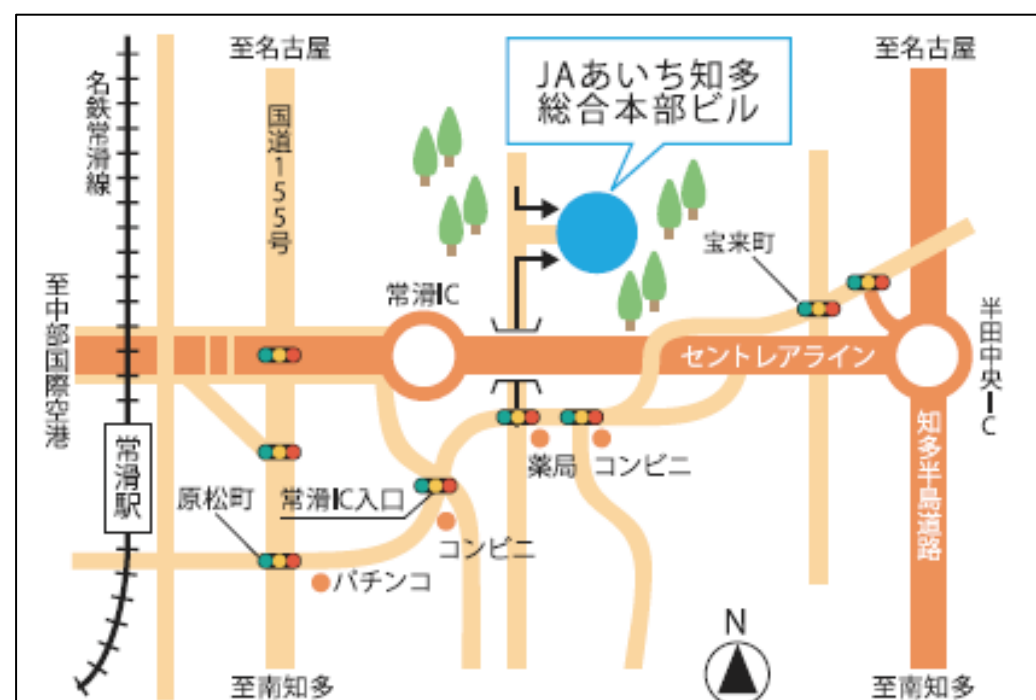 至名古屋
JAあいち知多
総合本部ビル
至名古屋
名鉄常滑線
国道155号
宝来町
至中部国際空港
常滑IC
セントレアライン
半田中央IC
常滑駅
薬局
コンビニ
知多半島道路
原松町
常滑IC入口
コンビニ
パチンコ
N
至南知多
至南知多